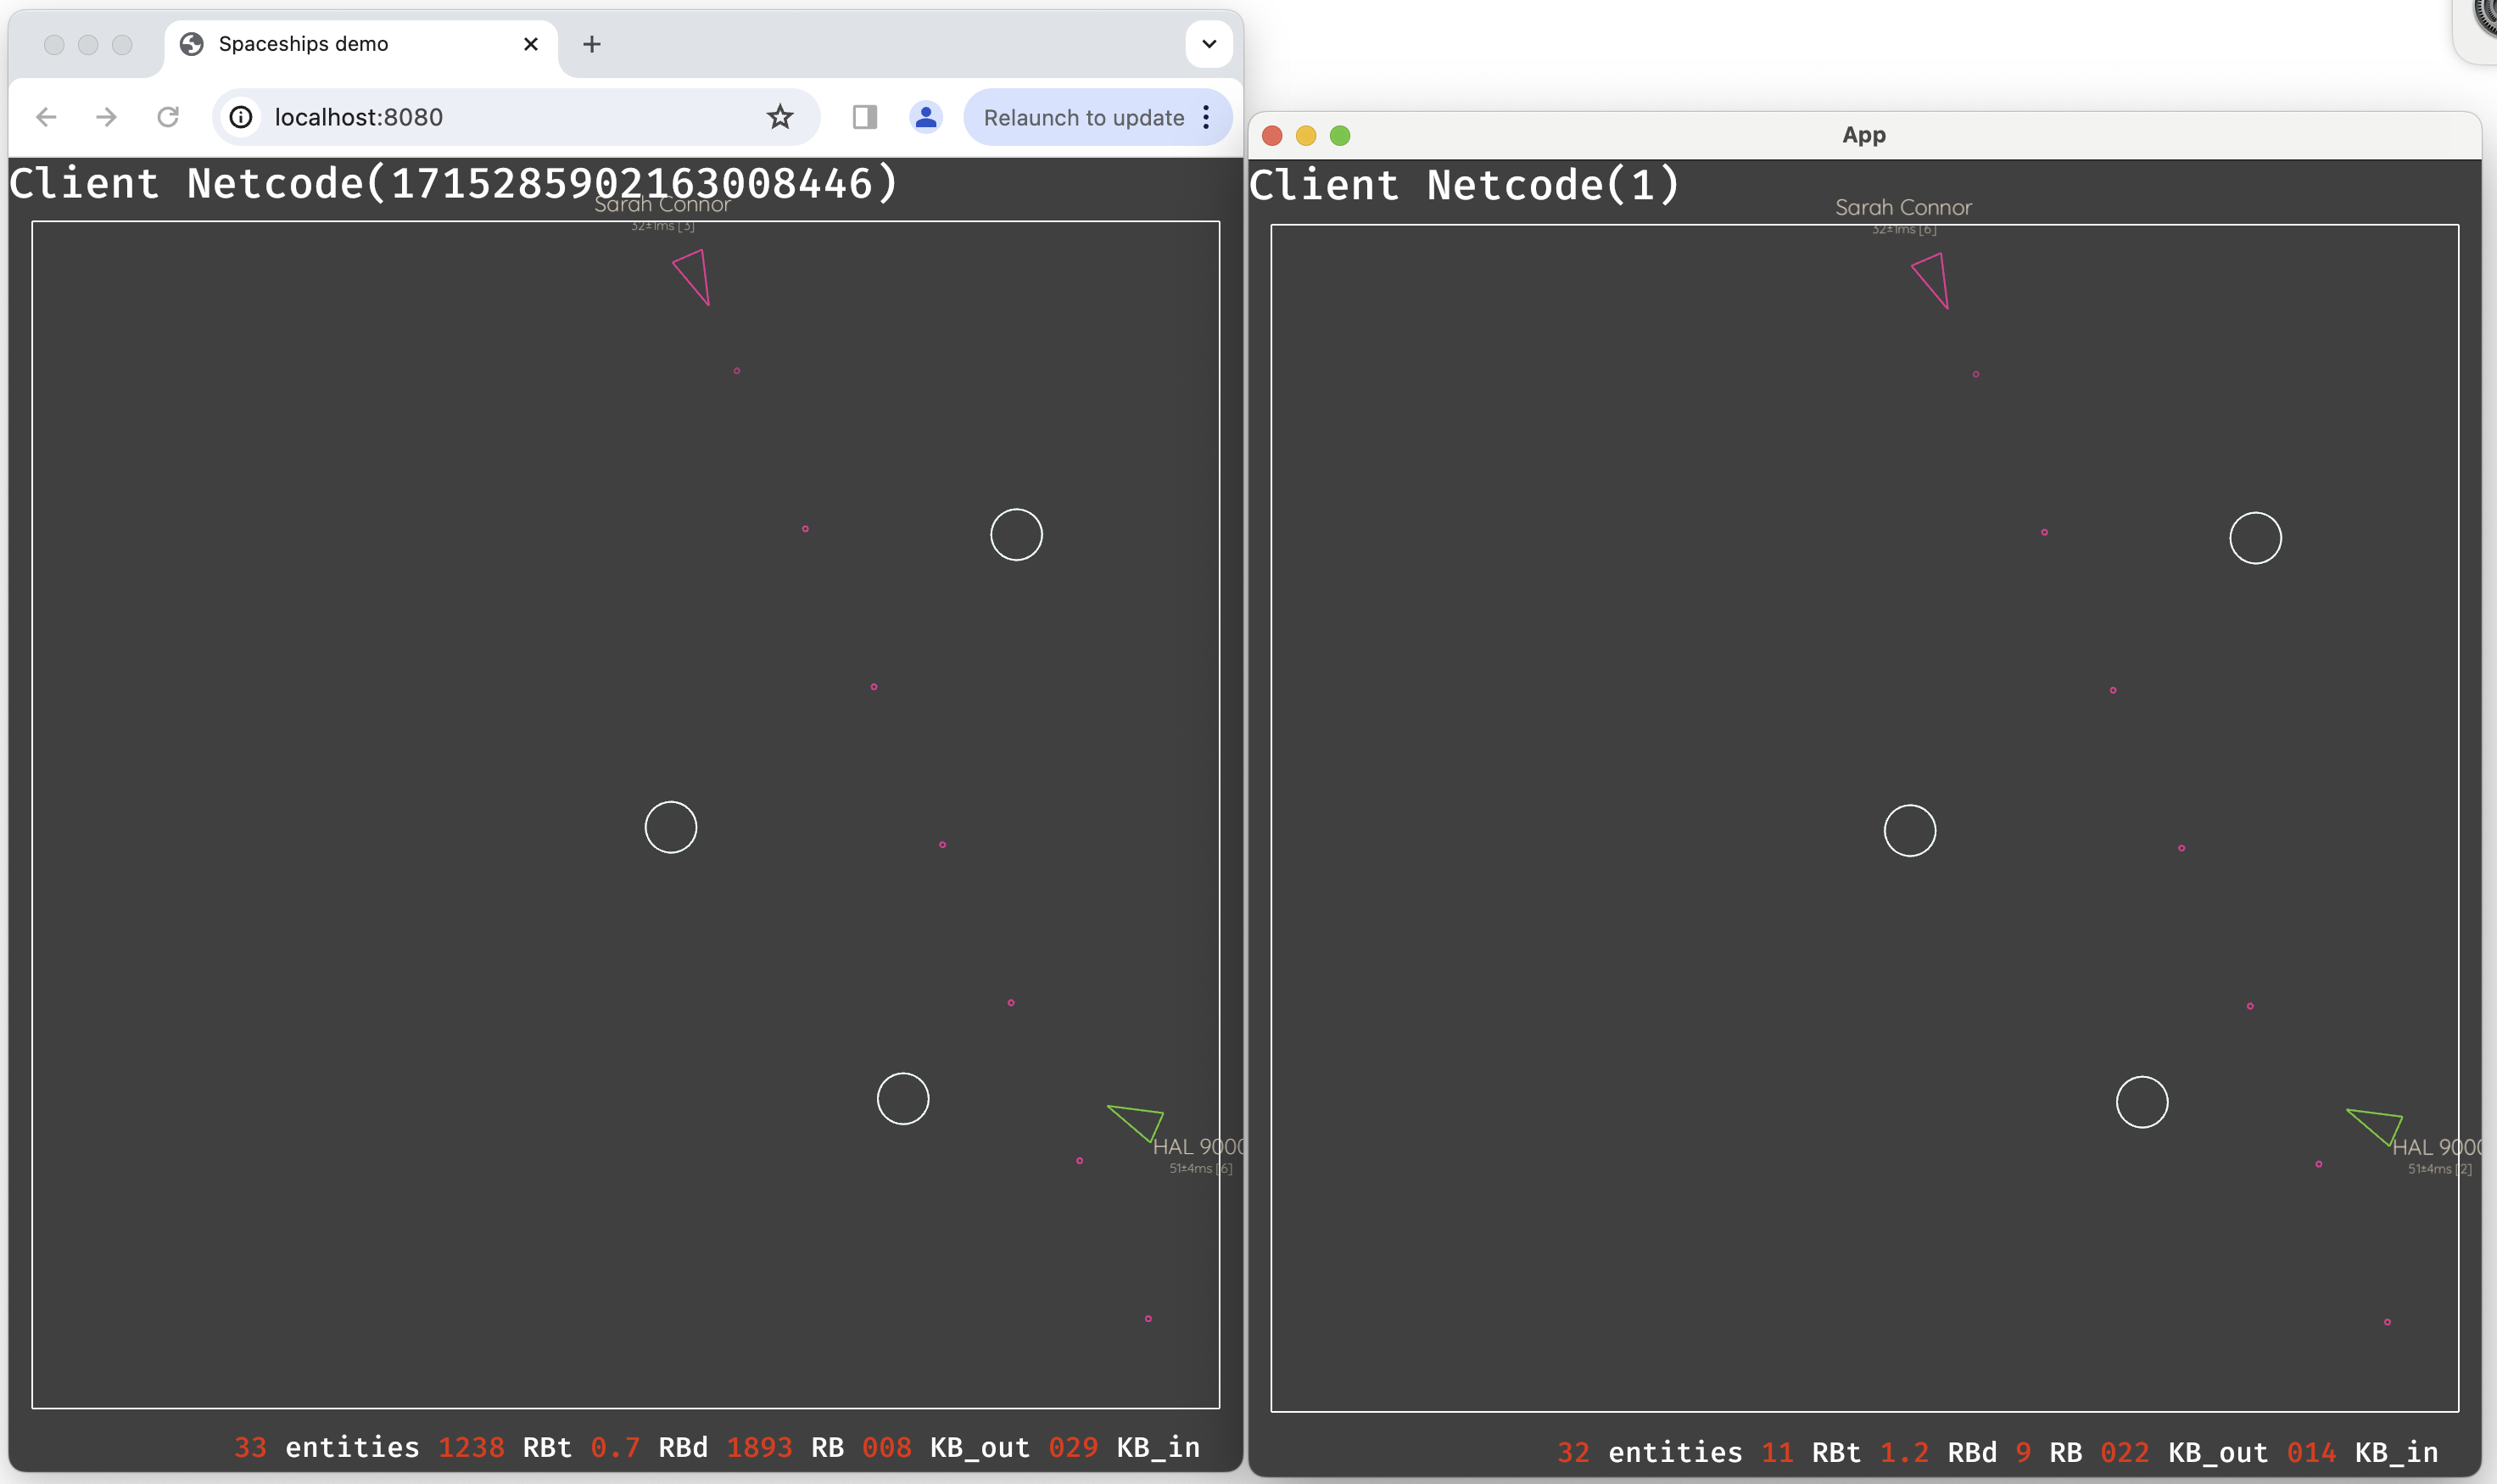 Spaceships demo
localhost:8080
Relaunch to update
Client Netcode(1715285902163008446)
Sarah Connor
32±1ms [3]
HAL 9000
51±4ms [6]
33 entities 1238 RBt 0.7 RBd 1893 RB 008 KB_out 029 KB_in
App
Client Netcode(1)
Sarah Connor
32±1ms [6]
HAL 9000
51±4ms [2]
32 entities 11 RBt 1.2 RBd 9 RB 022 KB_out 014 KB_in